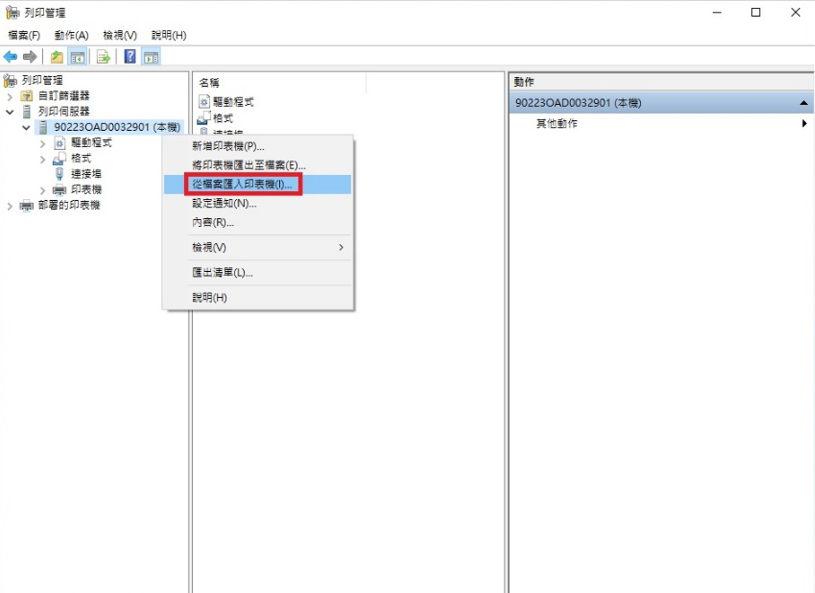 列印管理
檔案(F) 動作(A) 檢視(V) 說明(H)
列印管理
自訂篩選器
列印伺服器
90223OAD0032901 (本機)
驅動程式
格式
連接埠
印表機
部署的印表機
名稱
驅動程式
格式
連接埠
新增印表機(P)...
將印表機匯出至檔案(E)...
從檔案匯入印表機(I)...
設定通知(N)...
內容(R)...
檢視(V)
匯出清單(L)...
說明(H)
動作
90223OAD0032901 (本機)
其他動作